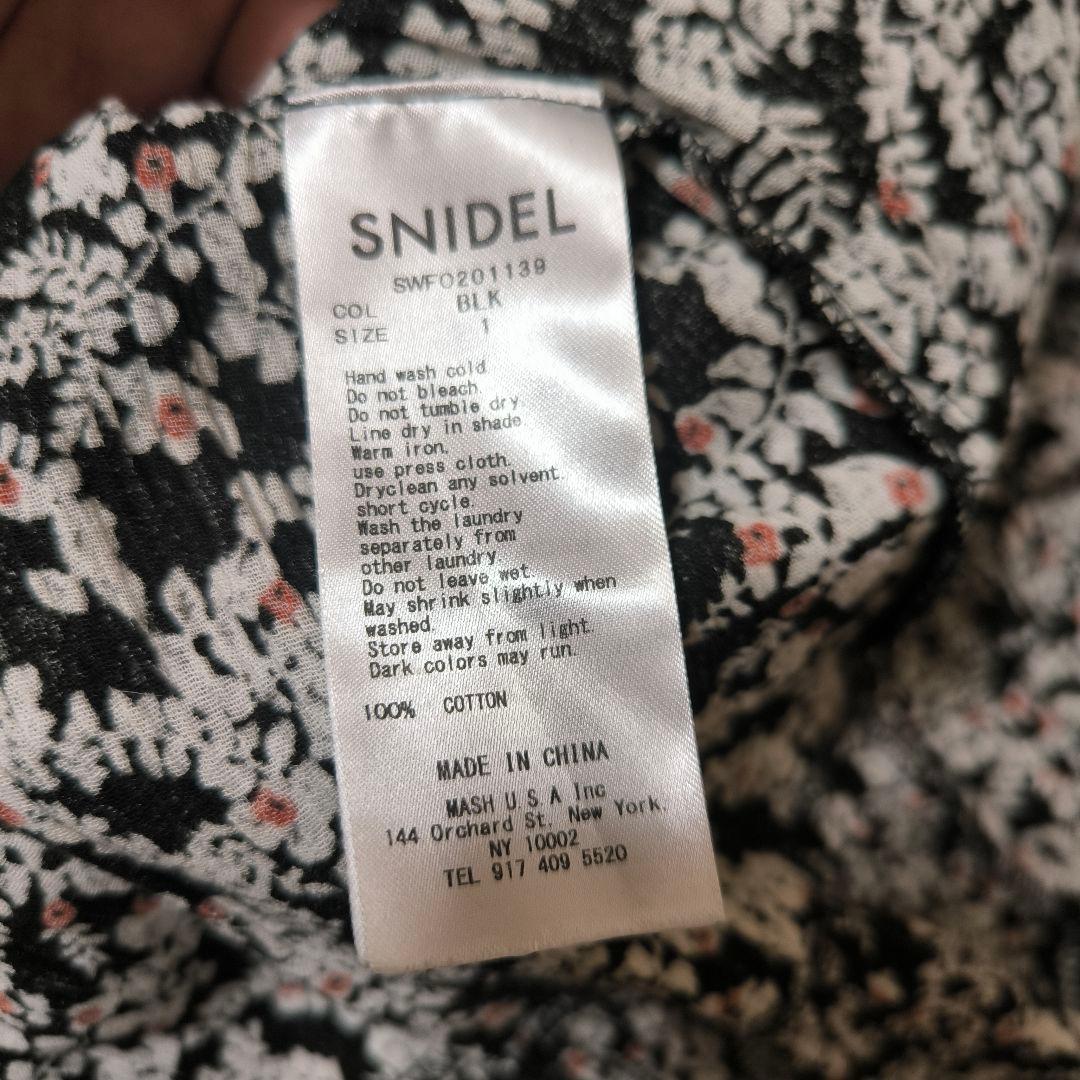 SNIDEL
SWFO201139
COL BLK
SIZE 1
Hand wash cold
Do not bleach
Do not tumble dry
Line dry in shade
Warm iron.
use press cloth.
Dryclean any solvent.
short cycle.
Wash the laundry
separately from
other laundry.
Do not leave wet.
May shrink slightly when
washed.
Store away from light.
Dark colors may run.
100% COTTON
MADE IN CHINA
MASH U S A Inc
144 Orchard St. New York.
NY 10002
TEL 917 409 5520